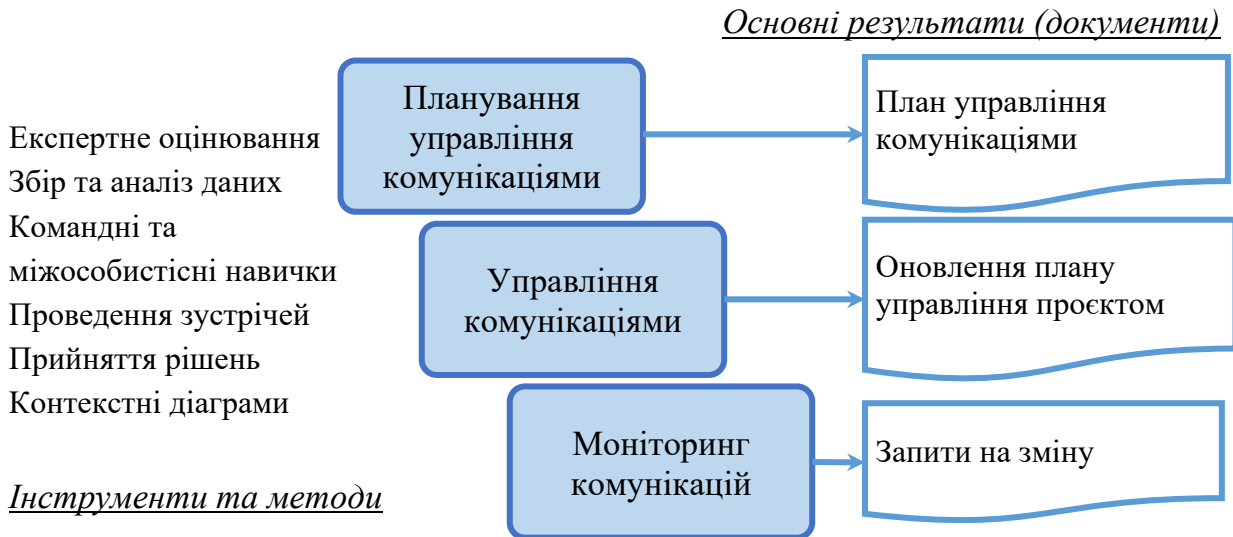 Основні результати (документи)
Планування
управління
комунікаціями
План управління
комунікаціями
Експертне оцінювання
Збір та аналіз даних
Командні та
міжособистісні навички
Проведення зустрічей
Прийняття рішень
Контекстні діаграми
Управління
комунікаціями
Оновлення плану
управління проєктом
Моніторинг
комунікацій
Запити на зміну
Інструменти та методи